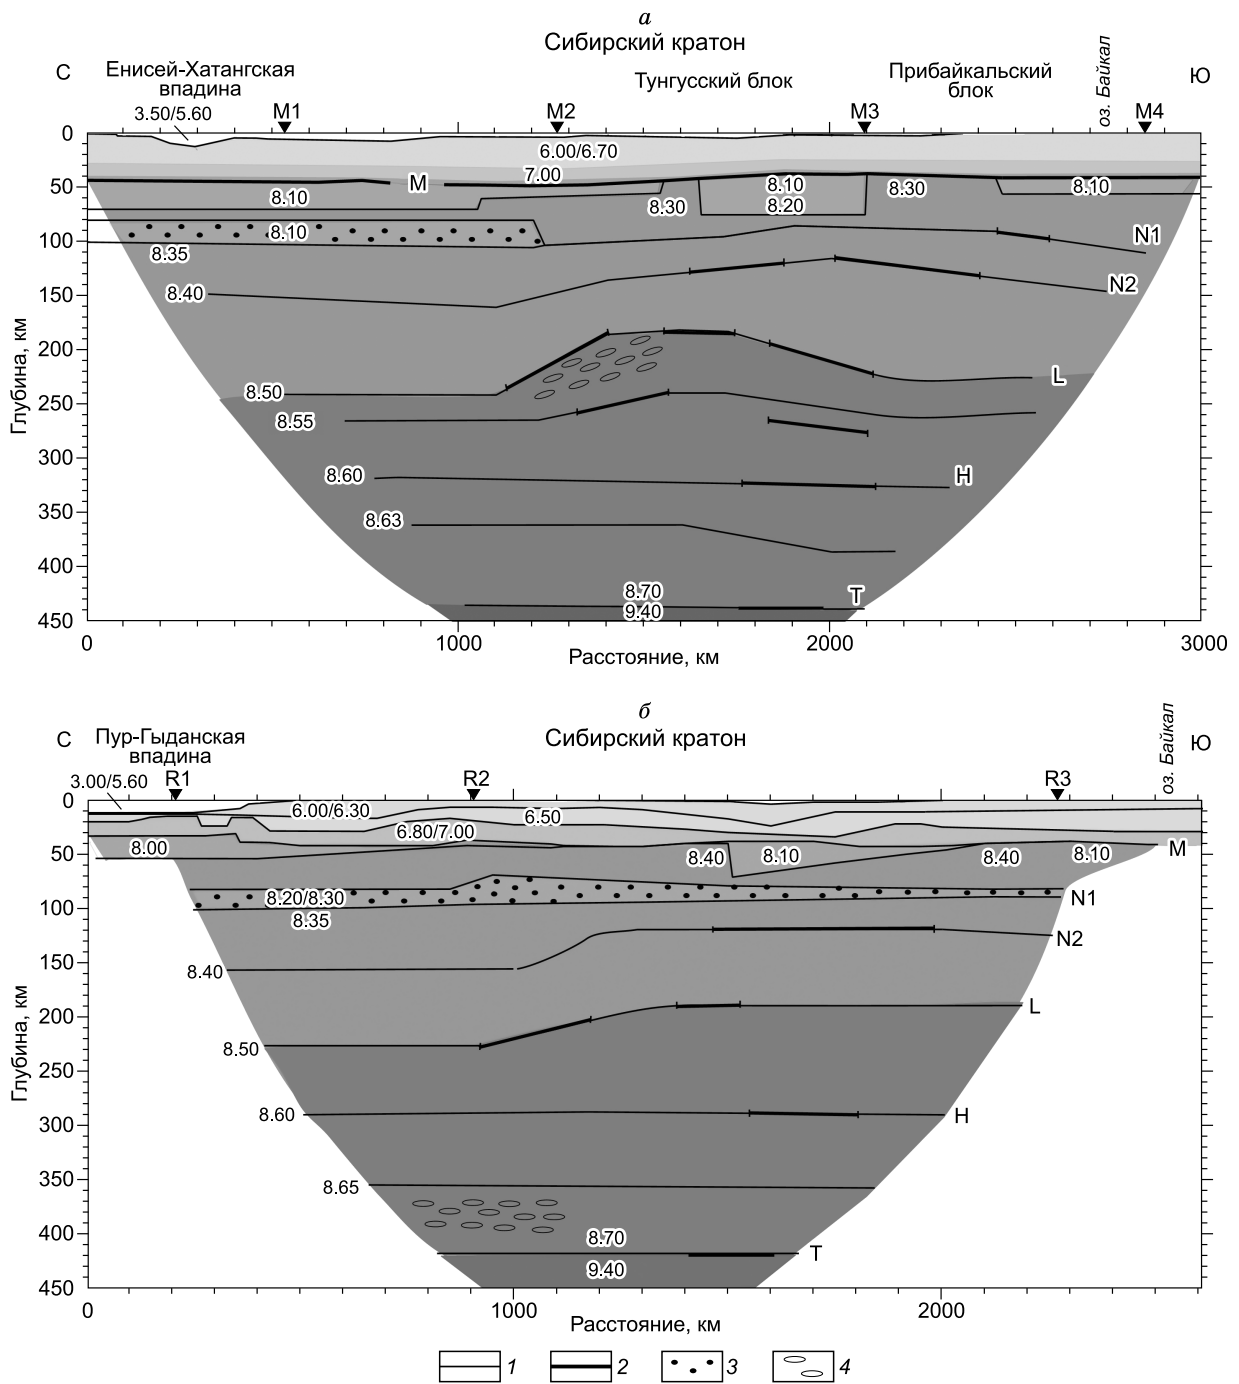 а
Сибирский кратон
С
Енисей-Хатангская
впадина
3.50/5.60
Тунгусский блок
Прибайкальский
блок
оз. Байкал
Ю
M1
M2
M3
M4
0
50
100
150
200
250
300
350
400
450
Глубина, км
6.00/6.70
7.00
M
8.10
8.10
8.20
8.30
8.30
8.10
8.10
8.35
N1
8.40
N2
8.50
L
8.55
8.60
H
8.63
8.70
9.40
T
0
1000
2000
3000
Расстояние, км
б
Сибирский кратон
С
Пур-Гыданская
впадина
3.00/5.60
оз. Байкал
Ю
R1
R2
R3
0
50
100
150
200
250
300
350
400
450
Глубина, км
6.00/6.30
6.50
6.80/7.00
8.00
8.40
8.10
8.40
8.10
M
8.20/8.30
N1
8.35
8.40
N2
8.50
L
8.60
H
8.65
8.70
9.40
T
0
1000
2000
Расстояние, км
1
2
3
4